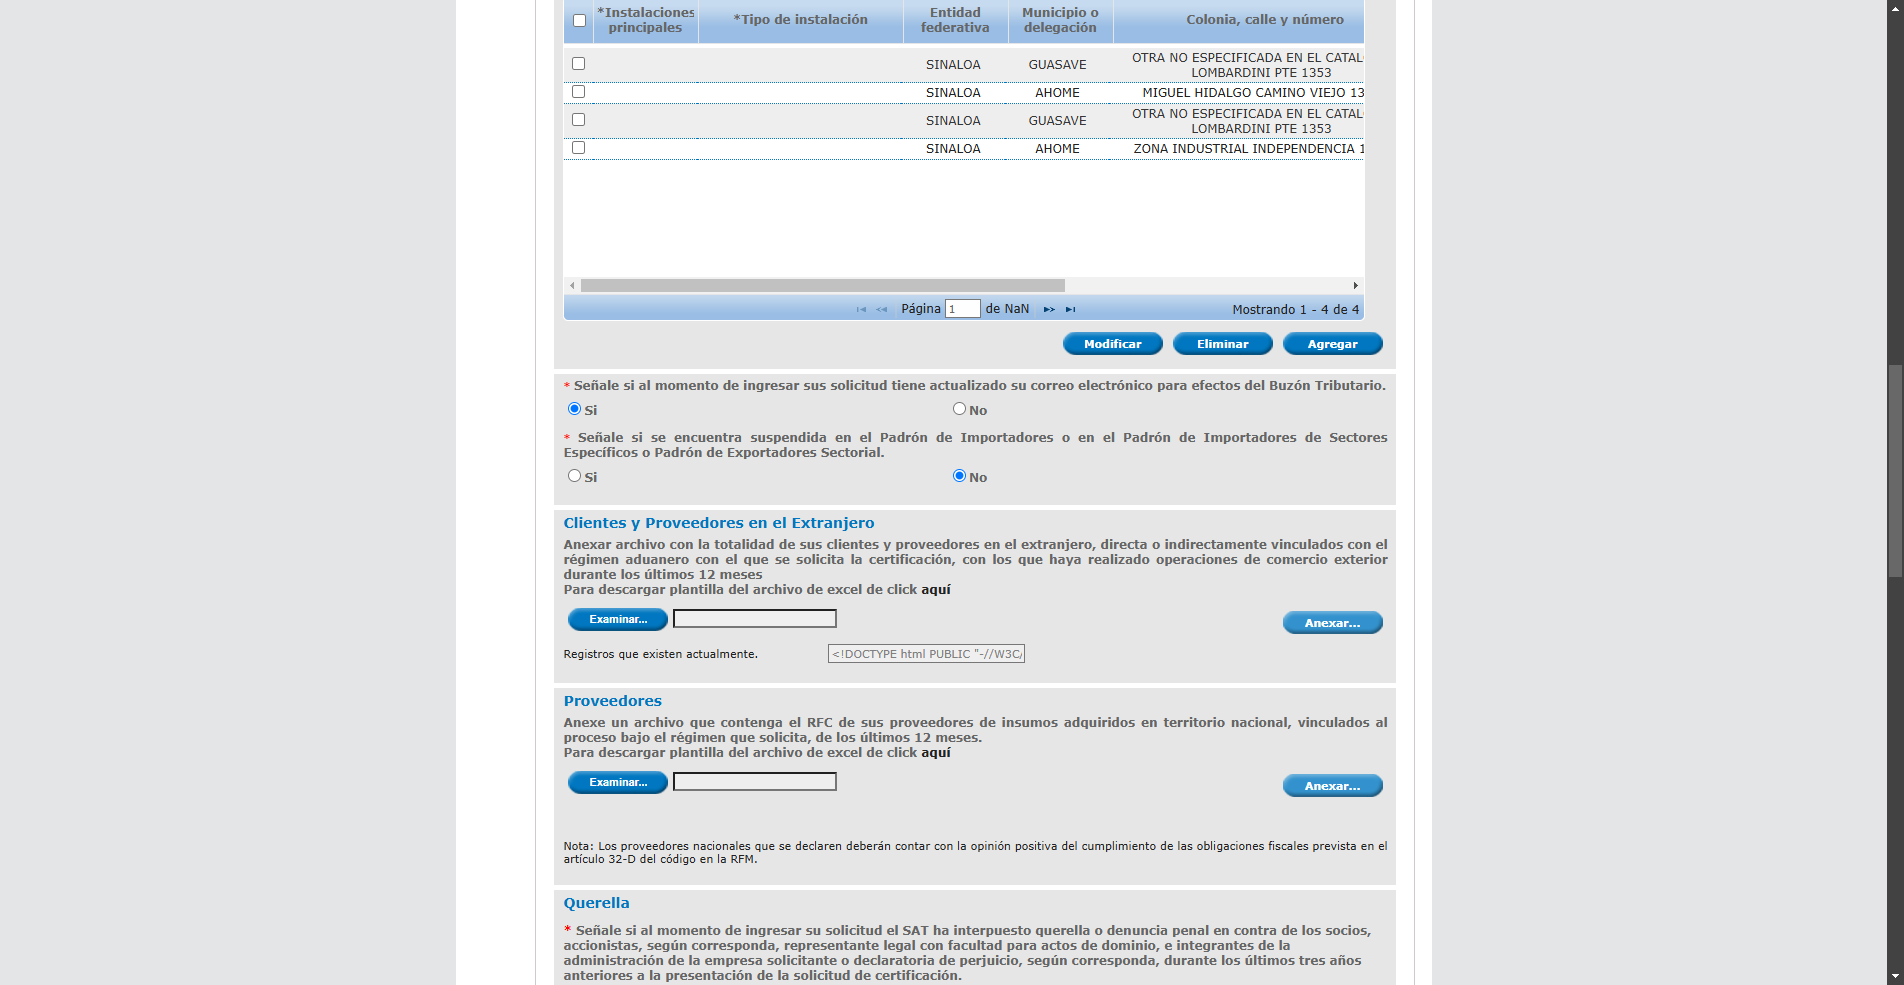 *Instalaciones principales
*Tipo de instalación
Entidad federativa
Municipio o delegación
Colonia, calle y número
SINALOA GUASAVE OTRA NO ESPECIFICADA EN EL CATAL
LOMBARDINI PTE 1353
SINALOA AHOME MIGUEL HIDALGO CAMINO VIEJO 13
SINALOA GUASAVE OTRA NO ESPECIFICADA EN EL CATAL
LOMBARDINI PTE 1353
SINALOA AHOME ZONA INDUSTRIAL INDEPENDENCIA 1
Página 1 de NaN Mostrando 1 - 4 de 4
Modificar Eliminar Agregar
* Señale si al momento de ingresar sus solicitud tiene actualizado su correo electrónico para efectos del Buzón Tributario.
Si No
* Señale si se encuentra suspendida en el Padrón de Importadores o en el Padrón de Importadores de Sectores
Específicos o Padrón de Exportadores Sectorial.
Si No
Clientes y Proveedores en el Extranjero
Anexar archivo con la totalidad de sus clientes y proveedores en el extranjero, directa o indirectamente vinculados con el
régimen aduanero con el que se solicita la certificación, con los que haya realizado operaciones de comercio exterior
durante los últimos 12 meses
Para descargar plantilla del archivo de excel de click aquí
Examinar... Anexar...
Registros que existen actualmente. <!DOCTYPE html PUBLIC "-//W3C/
Proveedores
Anexe un archivo que contenga el RFC de sus proveedores de insumos adquiridos en territorio nacional, vinculados al
proceso bajo el régimen que solicita, de los últimos 12 meses.
Para descargar plantilla del archivo de excel de click aquí
Examinar... Anexar...
Nota: Los proveedores nacionales que se declaren deberán contar con la opinión positiva del cumplimiento de las obligaciones fiscales prevista en el
artículo 32-D del código en la RFM.
Querella
* Señale si al momento de ingresar su solicitud el SAT ha interpuesto querella o denuncia penal en contra de los socios,
accionistas, según corresponda, representante legal con facultad para actos de dominio, e integrantes de la
administración de la empresa solicitante o declaratoria de perjuicio, según corresponda, durante los últimos tres años
anteriores a la presentación de la solicitud de certificación.